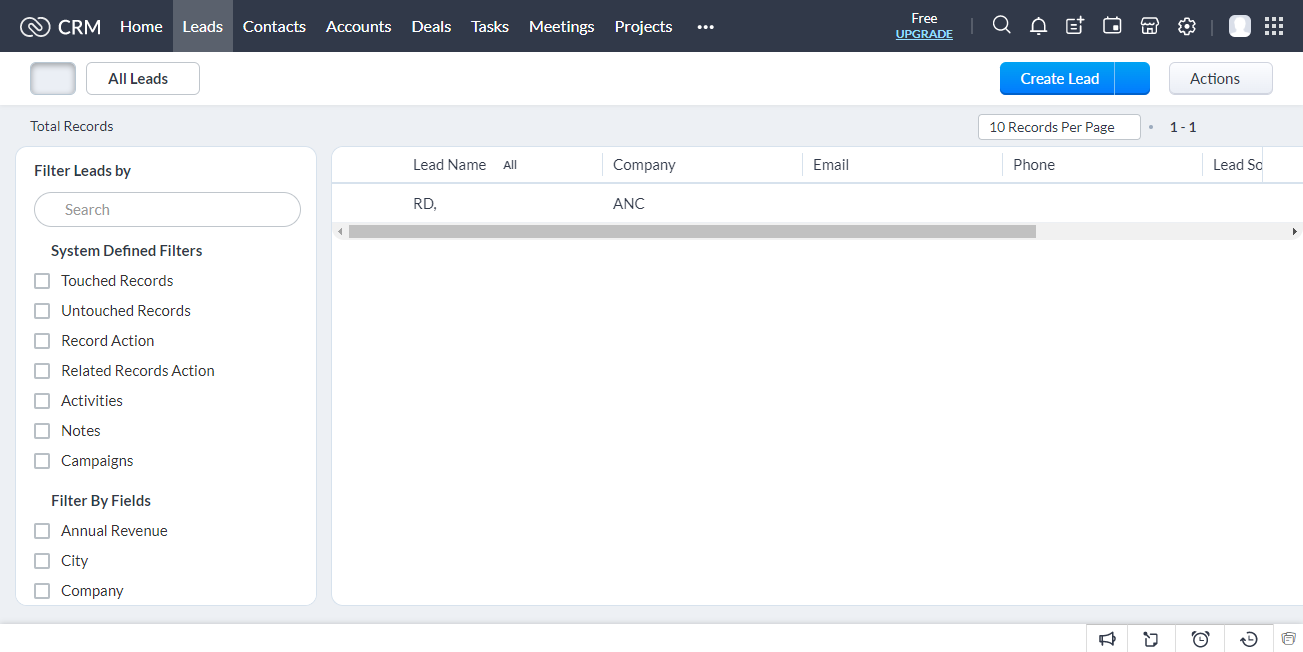 CRM Home Leads Contacts Accounts Deals Tasks Meetings Projects ••• Free
UPGRADE
All Leads Create Lead Actions
Total Records 10 Records Per Page • 1 - 1
Filter Leads by
Search
System Defined Filters
Touched Records
Untouched Records
Record Action
Related Records Action
Activities
Notes
Campaigns
Filter By Fields
Annual Revenue
City
Company
Lead Name All Company Email Phone Lead So
RD, ANC